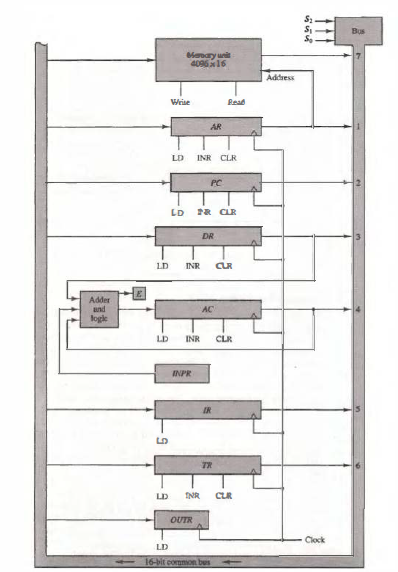 S2
S1
S0
Bus
Memory unit
4096 x 16
7
Address
Write Read
AR
1
LD INR CLR
PC
2
LD INR CLR
DR
3
LD INR CLR
E
Adder
and
logic
AC
4
LD INR CLR
INPR
IR
5
LD
TR
6
LD INR CLR
OUTR
LD
Clock
16-bit common bus